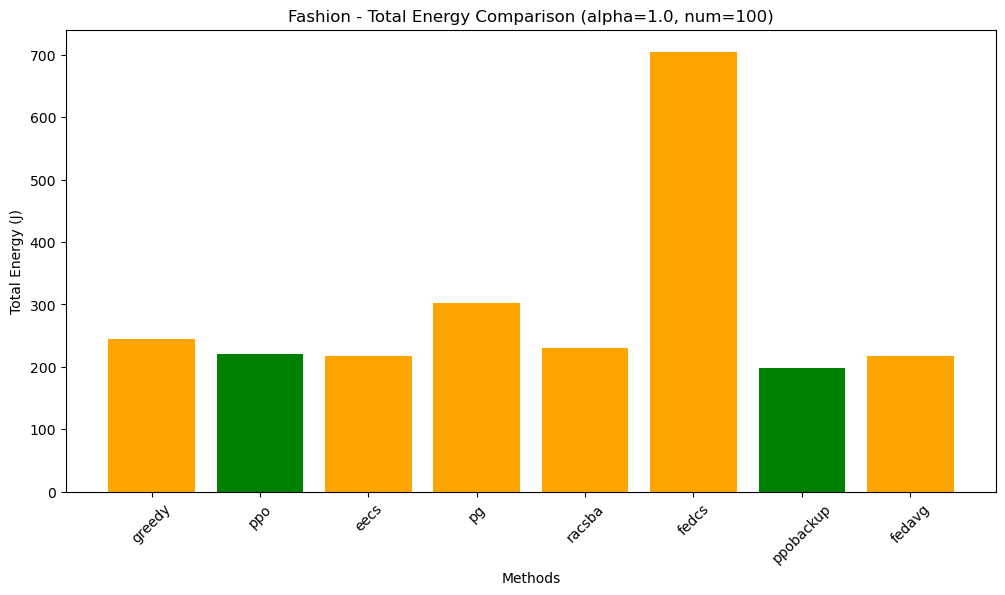 Fashion - Total Energy Comparison (alpha=1.0, num=100)
Total Energy (J)
700
600
500
400
300
200
100
0
greedy
ppo
eecs
pg
racsba
fedcs
ppobackup
fedavg
Methods